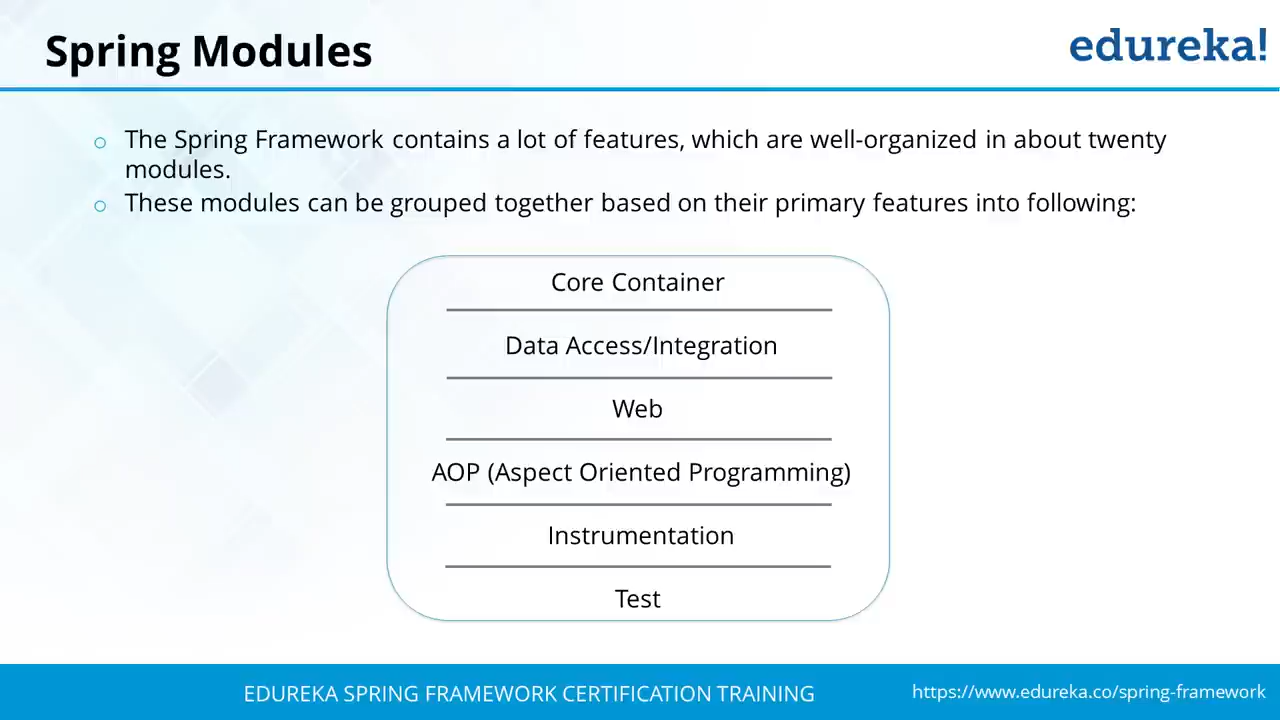 Spring Modules
edureka!
The Spring Framework contains a lot of features, which are well-organized in about twenty
modules.
These modules can be grouped together based on their primary features into following:
Core Container
Data Access/Integration
Web
AOP (Aspect Oriented Programming)
Instrumentation
Test
EDUREKA SPRING FRAMEWORK CERTIFICATION TRAINING
https://www.edureka.co/spring-framework